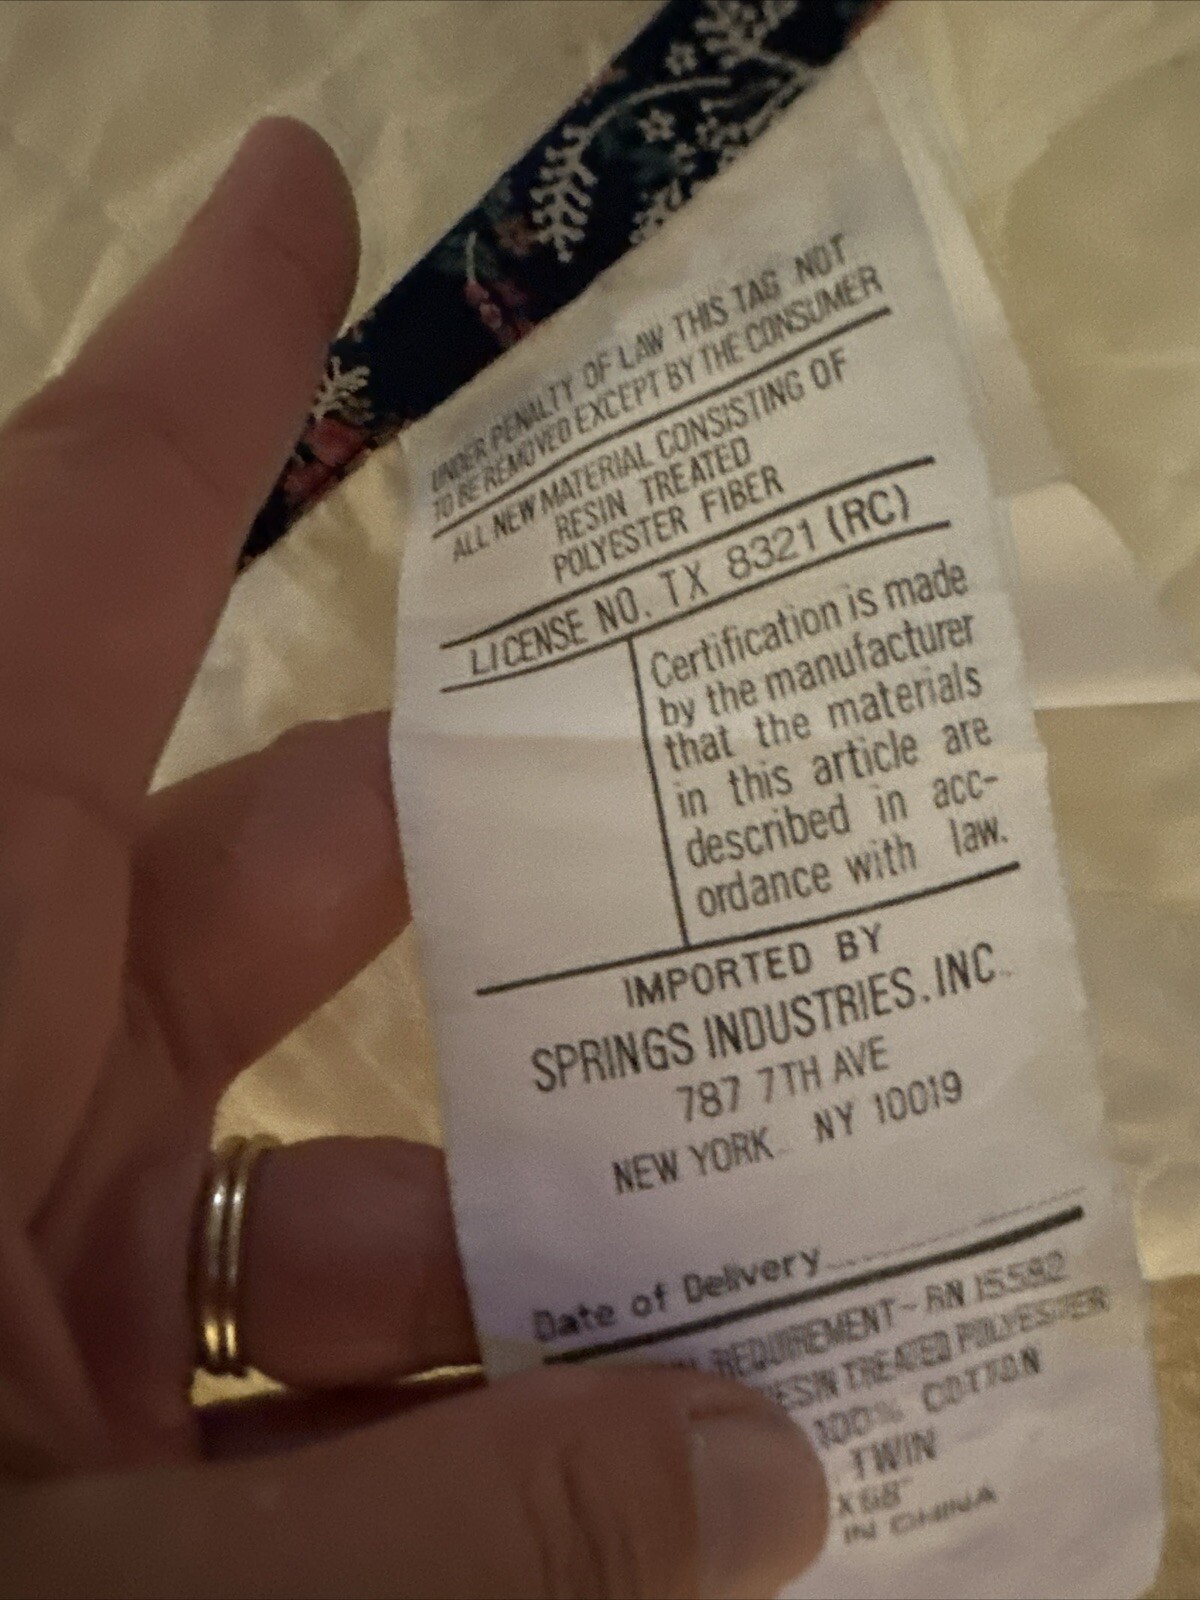 UNDER PENALTY OF LAW THIS TAG NOT
TO BE REMOVED EXCEPT BY THE CONSUMER
ALL NEW MATERIAL CONSISTING OF
RESIN TREATED
POLYESTER FIBER
LICENSE NO. TX 8321 (RC)
Certification is made
by the manufacturer
that the materials
in this article are
described in acc-
ordance with law.
IMPORTED BY
SPRINGS INDUSTRIES, INC.
787 7TH AVE
NEW YORK NY 10019
Date of Delivery
REQUIREMENT - RN 15582
RESIN TREATED POLYESTER
100% COTTON
TWIN
IN CHINA